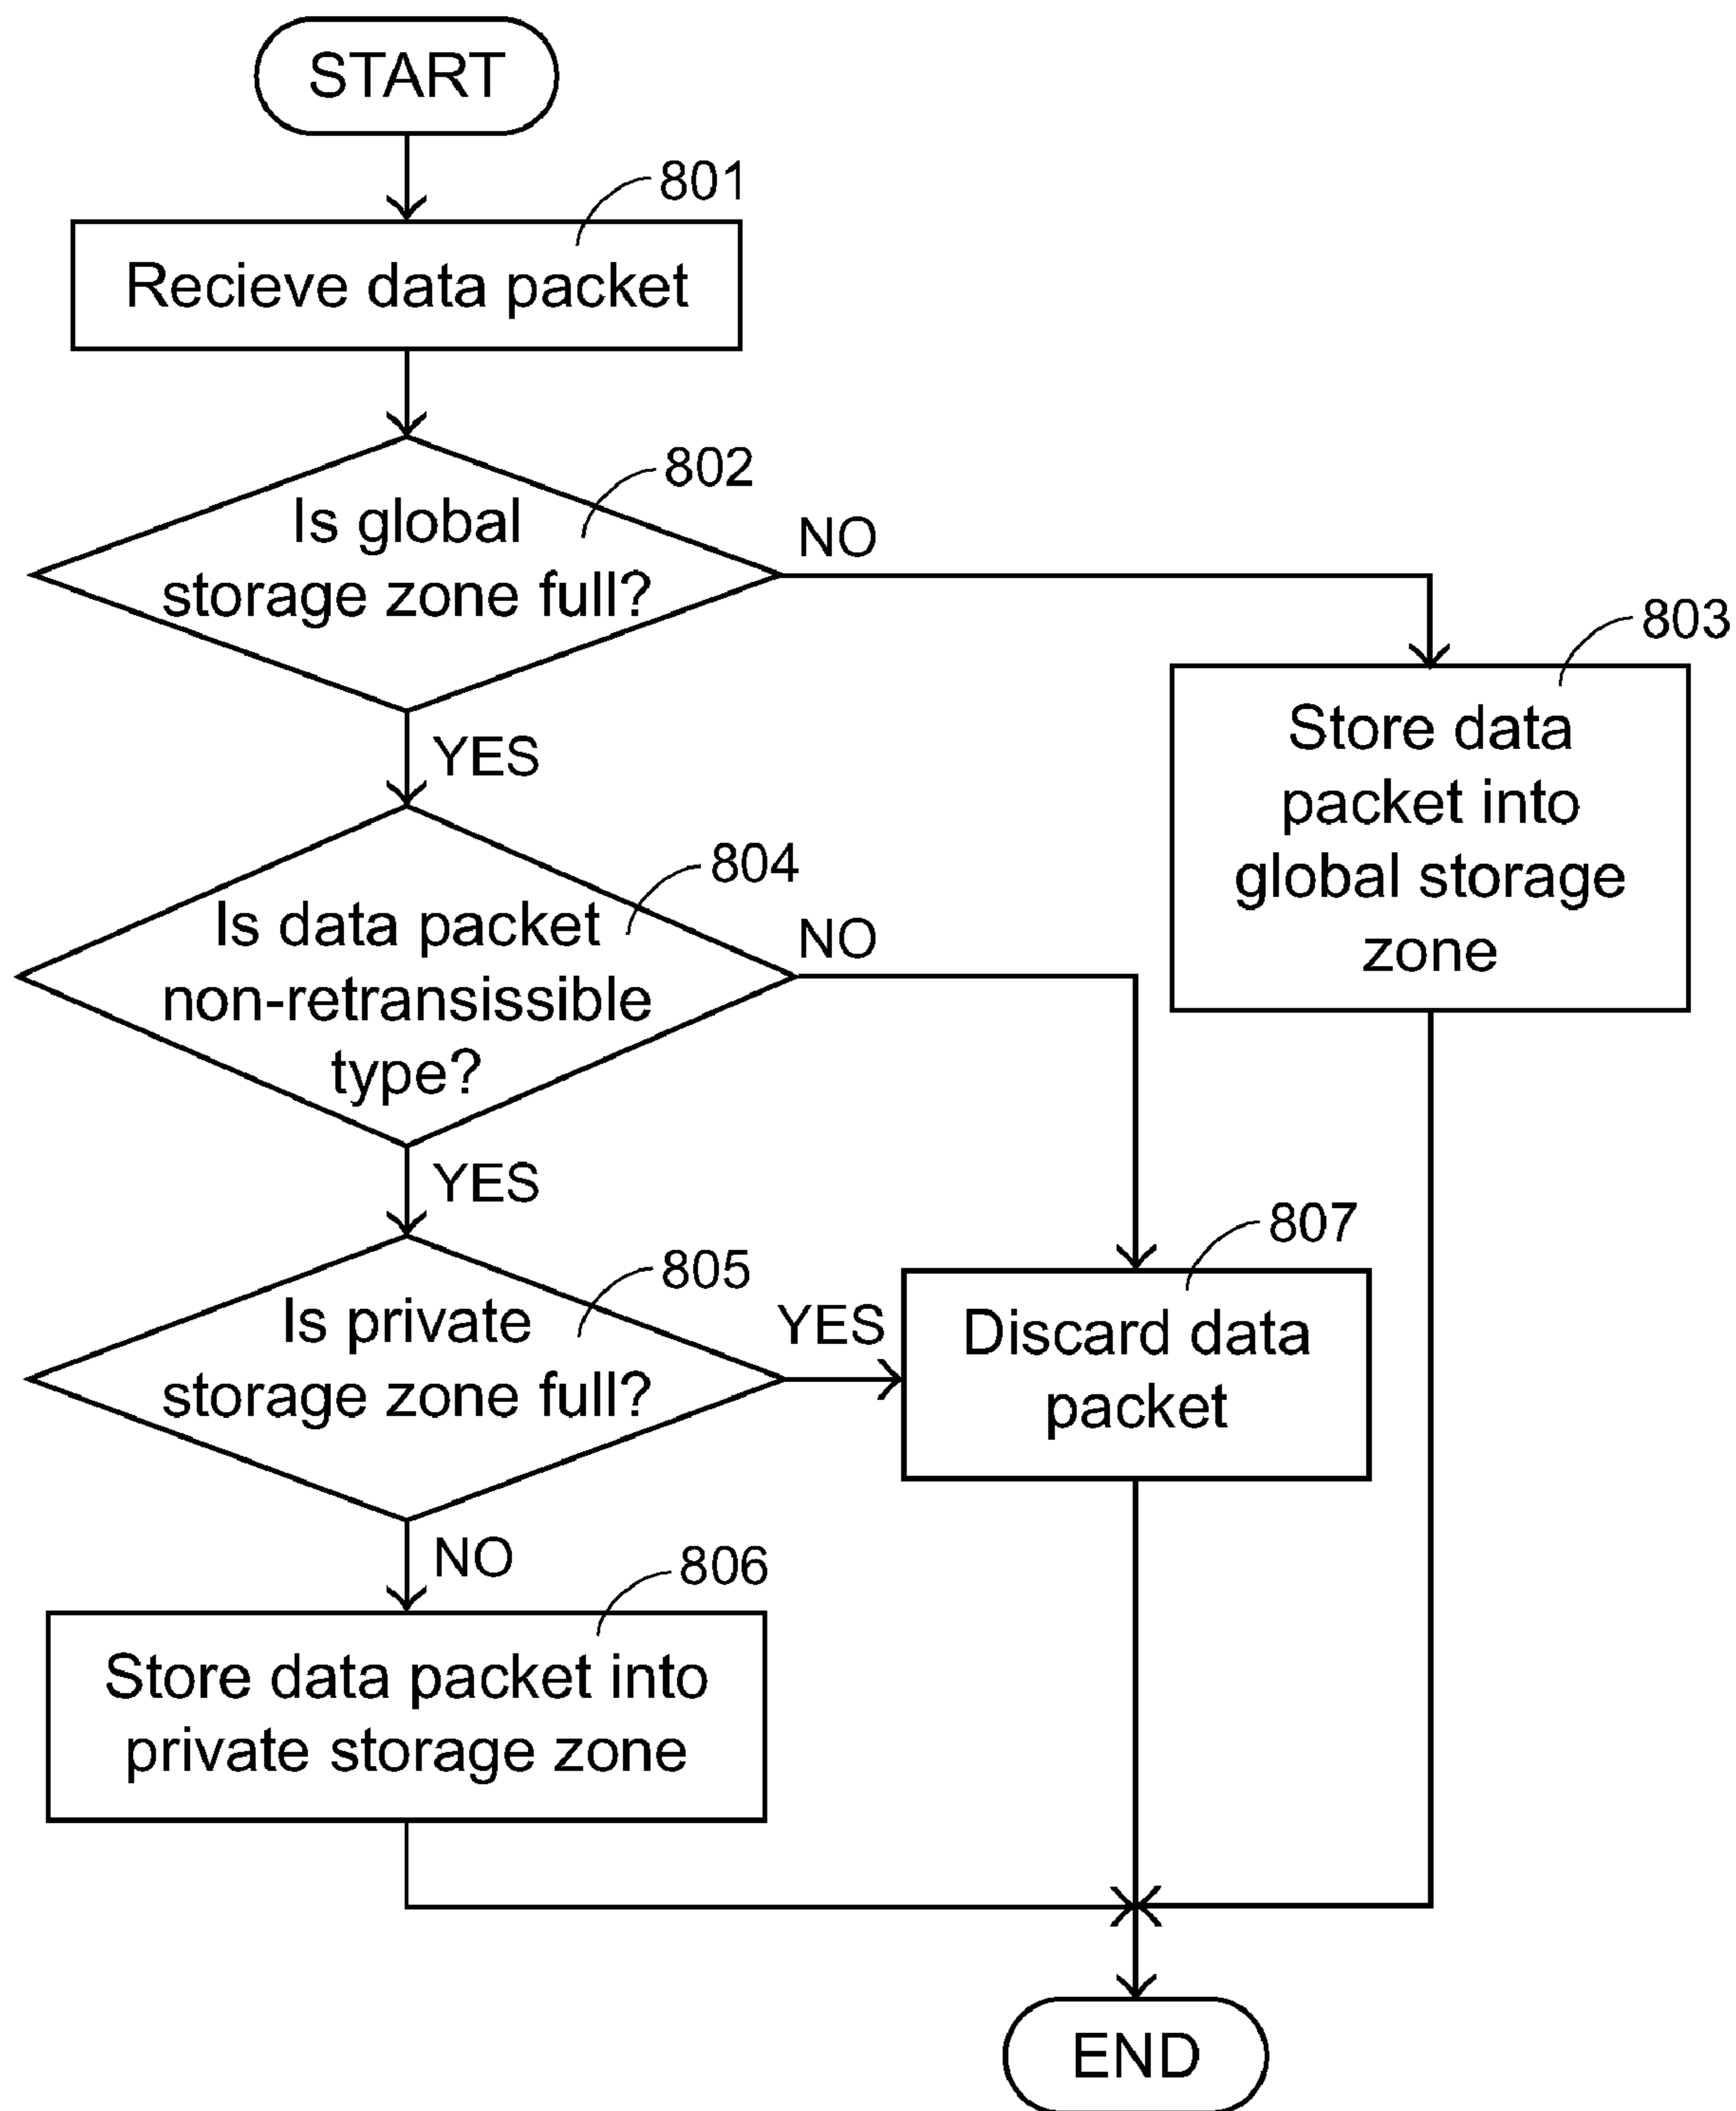 START
801
Recieve data packet
802
Is global
storage zone full?
NO
YES
803
Store data
packet into
global storage
zone
804
Is data packet
non-retransissible
type?
NO
YES
805
Is private
storage zone full?
YES
NO
807
Discard data
packet
806
Store data packet into
private storage zone
END